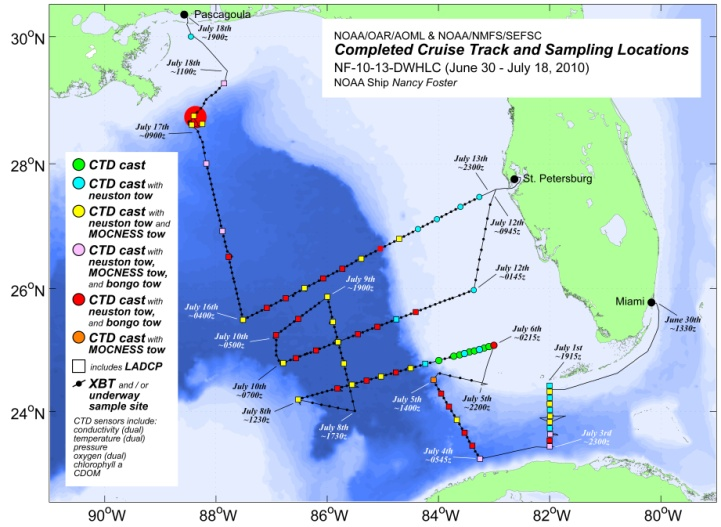 NOAA/OAR/AOML & NOAA/NMFS/SEFSC
Completed Cruise Track and Sampling Locations
NF-10-13-DWHLC (June 30 - July 18, 2010)
NOAA Ship Nancy Foster
30°N
28°N
26°N
24°N
90°W
88°W
86°W
84°W
82°W
80°W
Pascagoula
July 18th
~1900z
July 18th
~1100z
July 17th
~0900z
July 13th
~2300z
St. Petersburg
July 12th
~0945z
July 12th
~0145z
July 9th
~1900z
Miami
June 30th
~1330z
July 16th
~0400z
July 10th
~0500z
July 6th
~0215z
July 1st
~1915z
July 10th
~0700z
July 8th
~1230z
July 5th
~1400z
July 5th
~2200z
July 8th
~1730z
July 3rd
~2300z
July 4th
~0545z
CTD cast
CTD cast with
neuston tow
CTD cast with
neuston tow and
MOCNESS tow
CTD cast with
neuston tow,
MOCNESS tow,
and bongo tow
CTD cast with
neuston tow,
and bongo tow
CTD cast with
MOCNESS tow
includes LADCP
XBT and / or
underway
sample site
CTD sensors include:
conductivity (dual)
temperature (dual)
pressure
oxygen (dual)
chlorophyll a
CDOM